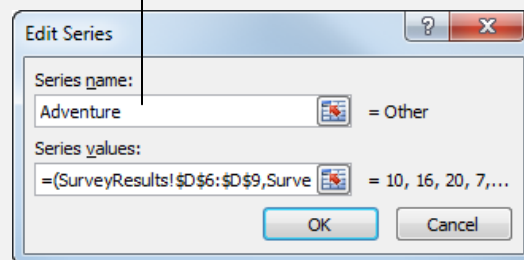 Edit Series
?
X
Series name:
Adventure
= Other
Series values:
=(SurveyResults!$D$6:$D$9,Surve
= 10, 16, 20, 7,...
OK
Cancel